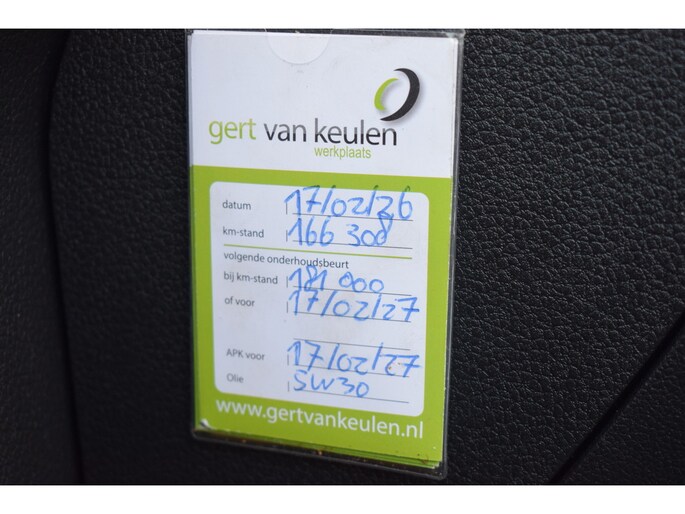 gert van keulen
werkplaats
datum 17/02/26
km-stand 166 308
volgende onderhoudsbeurt
bij km-stand 181 000
of voor 17/02/27
APK voor 17/02/27
Olie 5W30
www.gertvankeulen.nl